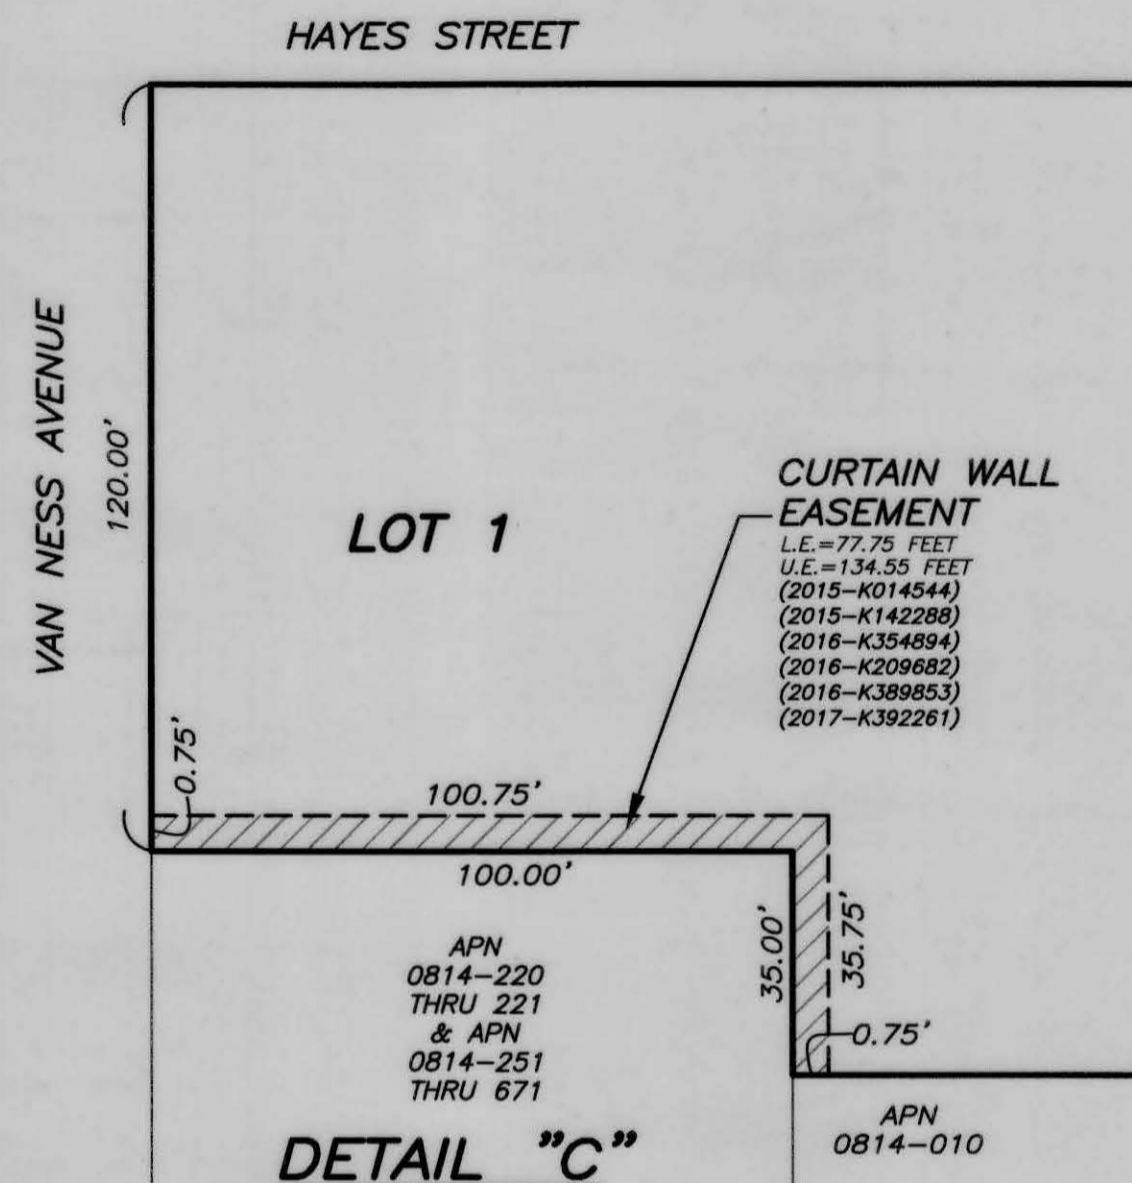 HAYES STREET
VAN NESS AVENUE
120.00'
LOT 1
CURTAIN WALL
EASEMENT
L.E.=77.75 FEET
U.E.=134.55 FEET
(2015-K014544)
(2015-K142288)
(2016-K354894)
(2016-K209682)
(2016-K389853)
(2017-K392261)
0.75'
100.75'
100.00'
35.00'
35.75'
0.75'
APN
0814-220
THRU 221
& APN
0814-251
THRU 671
APN
0814-010
DETAIL "C"